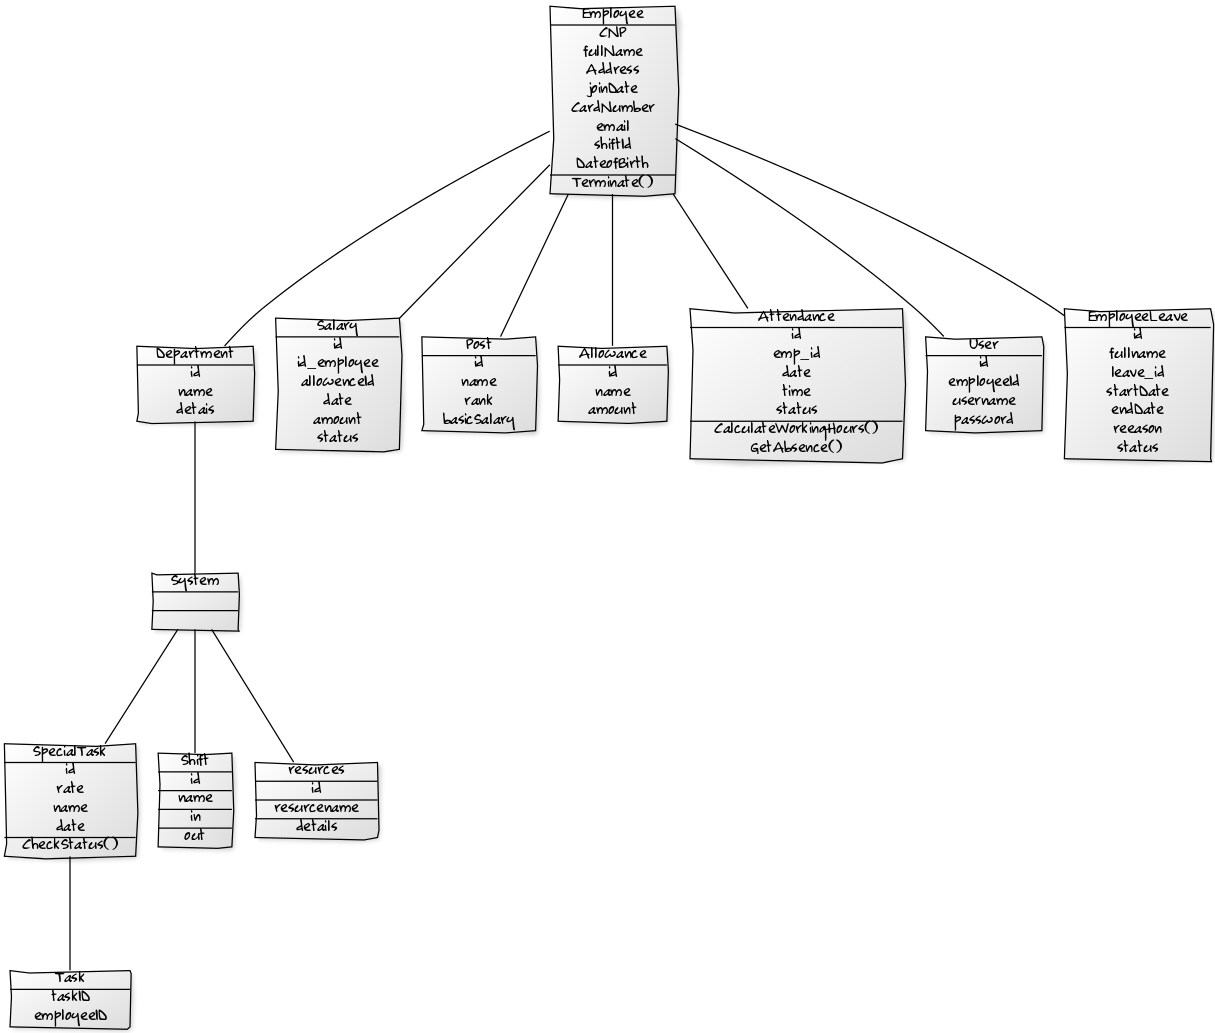 Employee
CNP
fullName
Address
joinDate
CardNumber
email
shiftId
DateofBirth
Terminate()
Department
id
name
detais
Salary
id
id_employee
allowenceId
date
amount
status
Post
id
name
rank
basicSalary
Allowance
id
name
amount
Attendance
id
emp_id
date
time
status
CalculateWorkingHours()
GetAbsence()
User
id
employeeId
username
password
EmployeeLeave
id
fullname
leave_id
startDate
endDate
reeason
status
System
SpecialTask
id
rate
name
date
CheckStatus()
Shift
id
name
in
out
resurces
id
resurcename
details
Task
taskID
employeeID